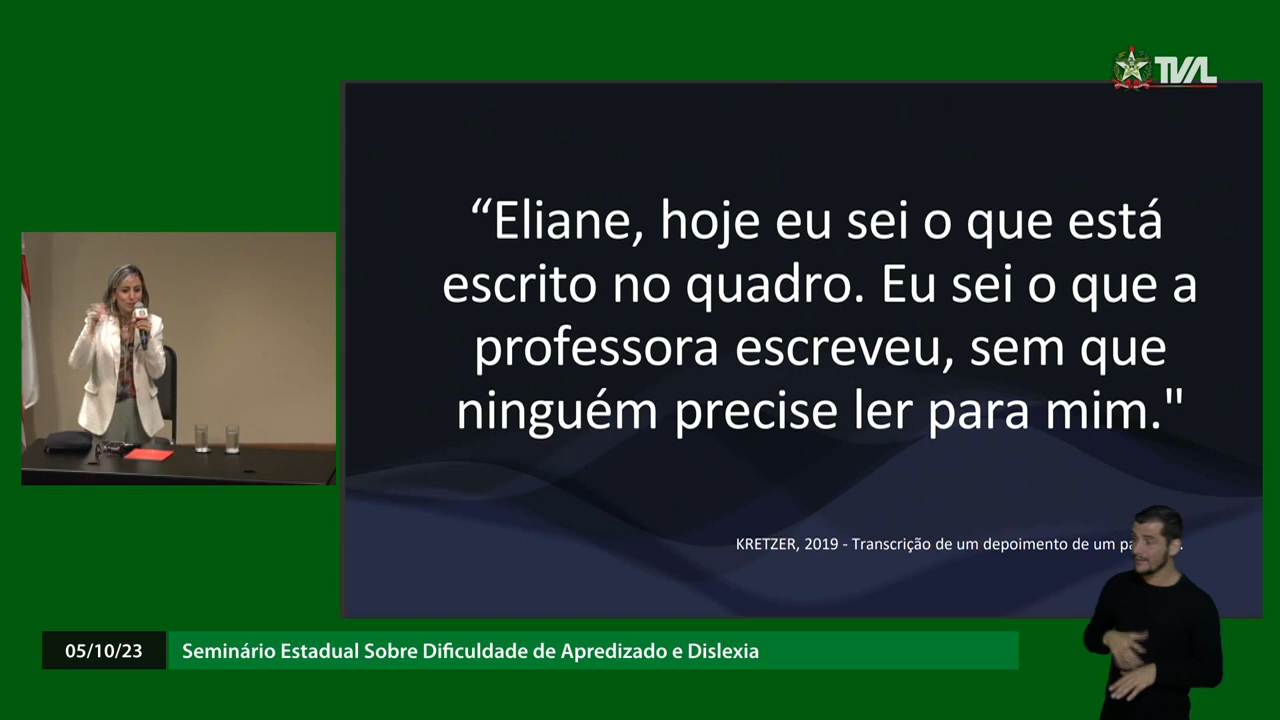 TVAL
“Eliane, hoje eu sei o que está
escrito no quadro. Eu sei o que a
professora escreveu, sem que
ninguém precise ler para mim."
KRETZER, 2019 - Transcrição de um depoimento de um
05/10/23
Seminário Estadual Sobre Dificuldade de Apredizado e Dislexia